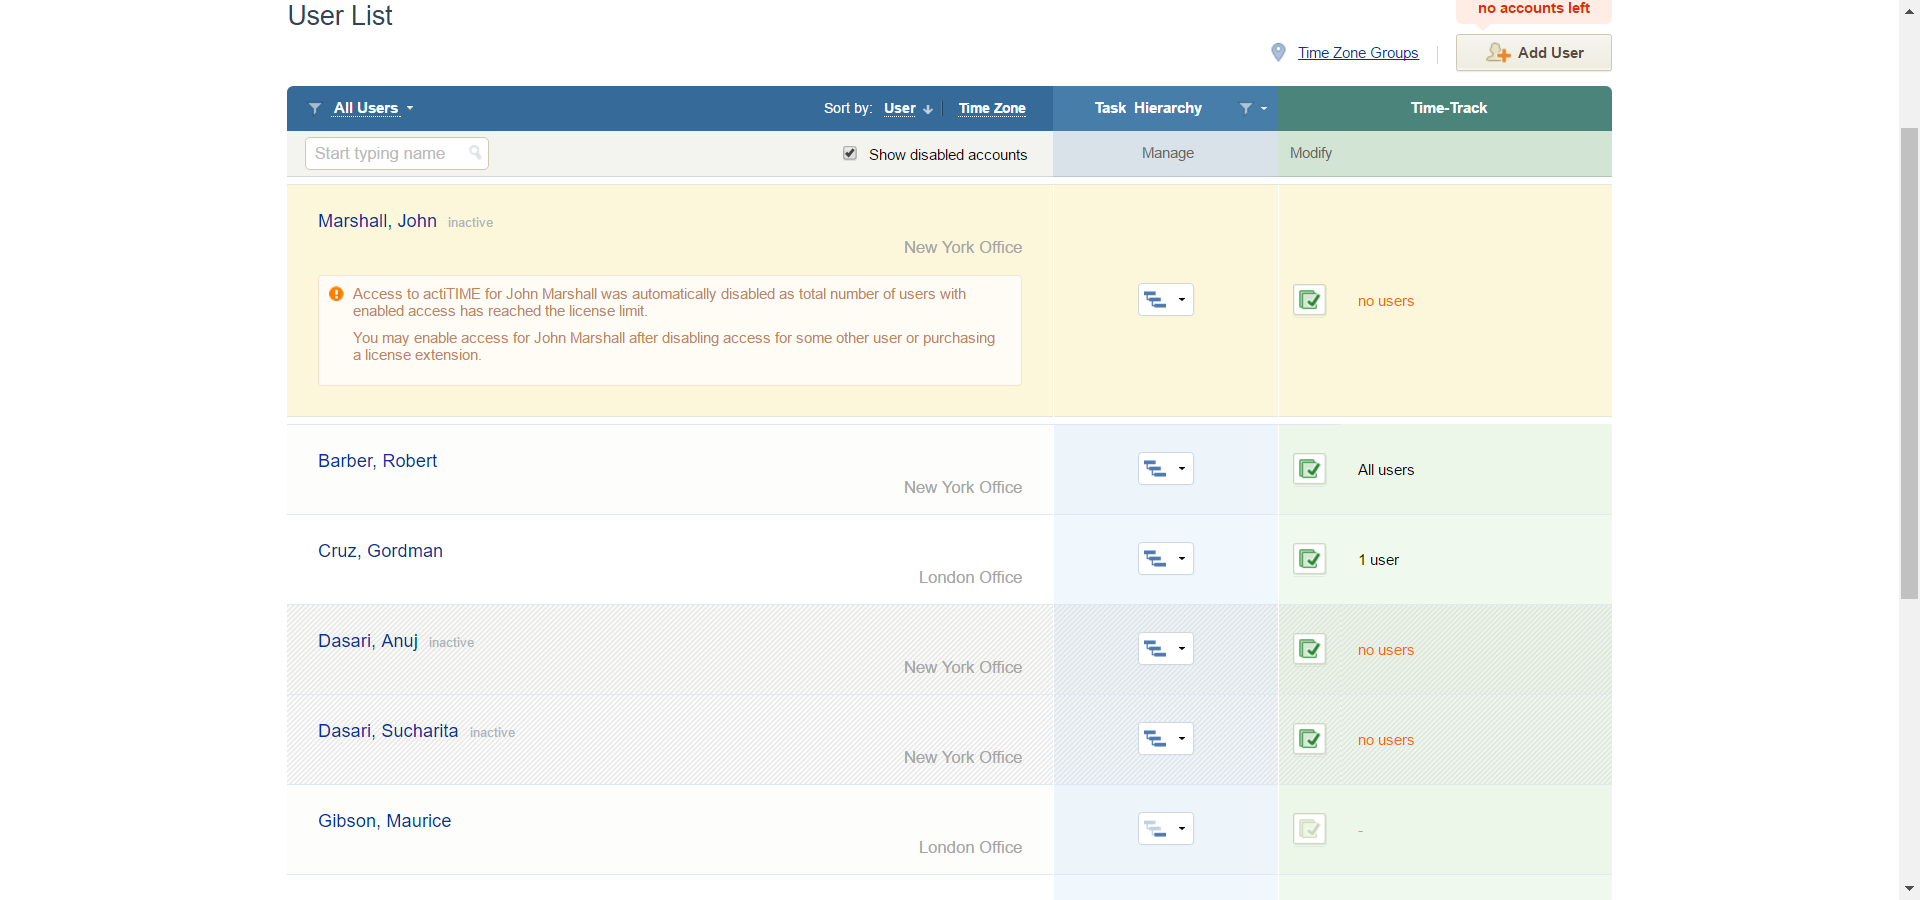 User List
no accounts left
Time Zone Groups
Add User
All Users
Sort by: User Time Zone
Task Hierarchy
Time-Track
Start typing name
Show disabled accounts
Manage
Modify
Marshall, John inactive
New York Office
Access to actiTIME for John Marshall was automatically disabled as total number of users with
enabled access has reached the license limit.
You may enable access for John Marshall after disabling access for some other user or purchasing
a license extension.
no users
Barber, Robert
New York Office
All users
Cruz, Gordman
London Office
1 user
Dasari, Anuj inactive
New York Office
no users
Dasari, Sucharita inactive
New York Office
no users
Gibson, Maurice
London Office
-